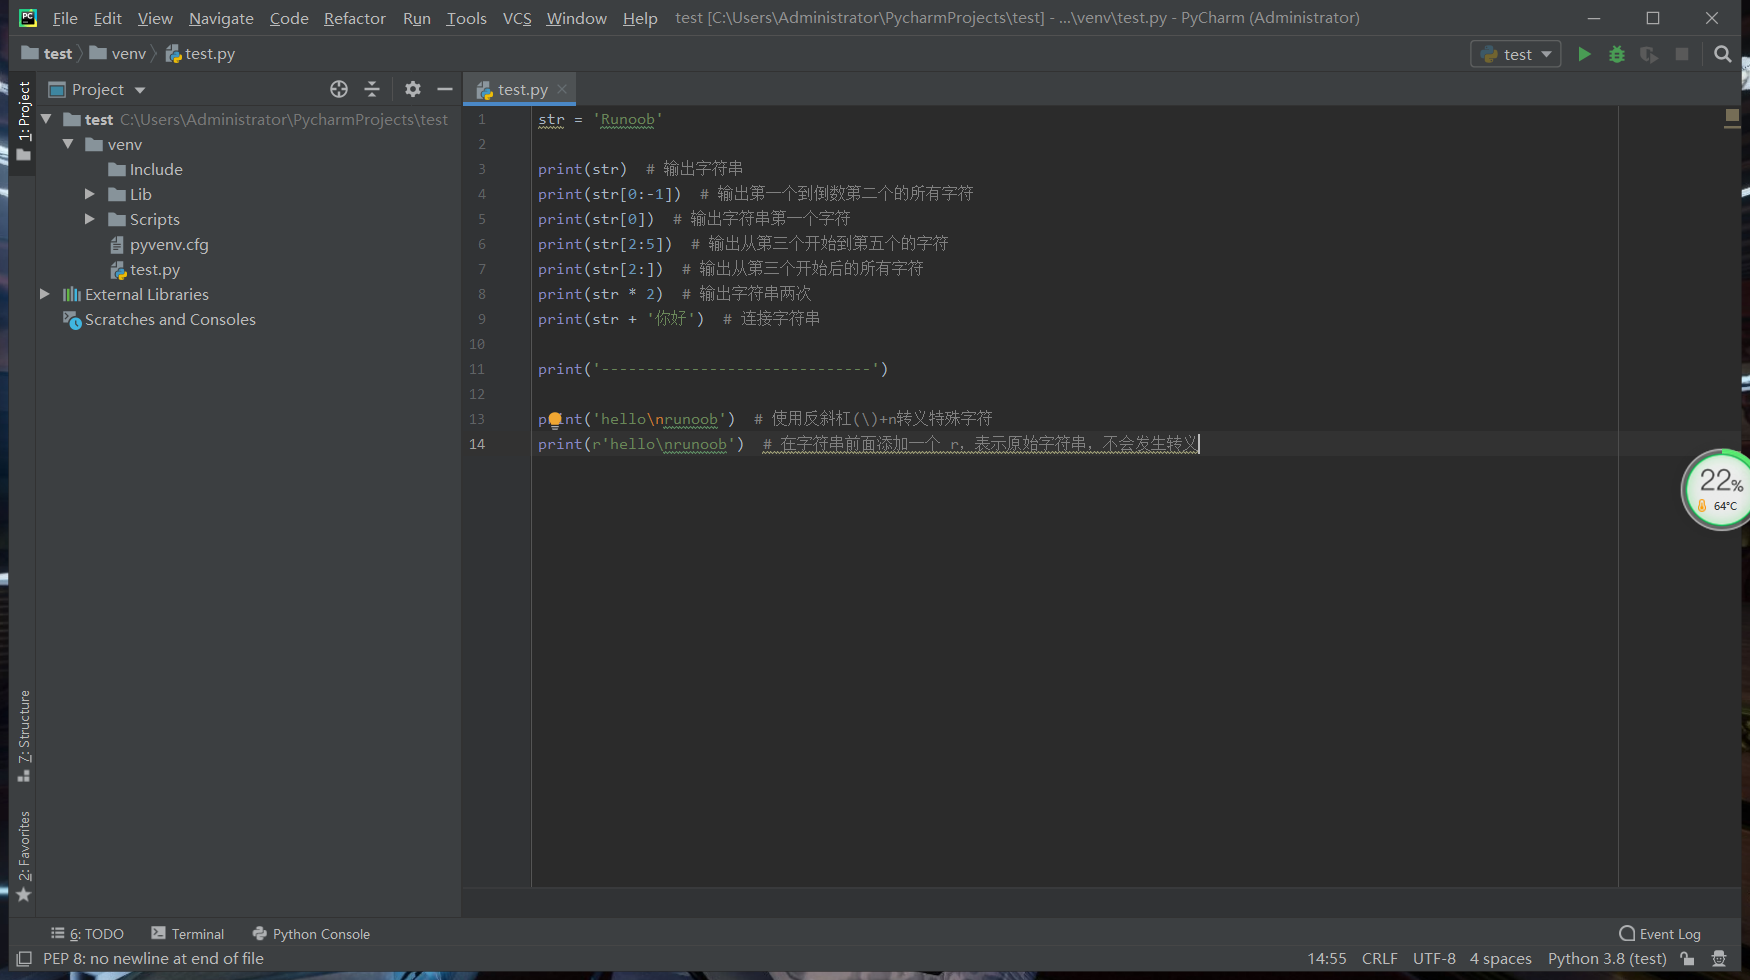 PC File Edit View Navigate Code Refactor Run Tools VCS Window Help test [C:\Users\Administrator\PycharmProjects\test] - ...\venv\test.py - PyCharm (Administrator)
test venv test.py test
1: Project
Project
test C:\Users\Administrator\PycharmProjects\test
venv
Include
Lib
Scripts
pyvenv.cfg
test.py
External Libraries
Scratches and Consoles
test.py
1 str = 'Runoob'
2
3 print(str)  # 输出字符串
4 print(str[0:-1])  # 输出第一个到倒数第二个的所有字符
5 print(str[0])  # 输出字符串第一个字符
6 print(str[2:5])  # 输出从第三个开始到第五个的字符
7 print(str[2:])  # 输出从第三个开始后的所有字符
8 print(str * 2)  # 输出字符串两次
9 print(str + '你好')  # 连接字符串
10
11 print('------------------------------')
12
13 print('hello\nrunoob')  # 使用反斜杠(\)+n转义特殊字符
14 print(r'hello\nrunoob')  # 在字符串前面添加一个 r，表示原始字符串，不会发生转义
22%
64°C
7: Structure
2: Favorites
6: TODO Terminal Python Console Event Log
PEP 8: no newline at end of file 14:55 CRLF UTF-8 4 spaces Python 3.8 (test)